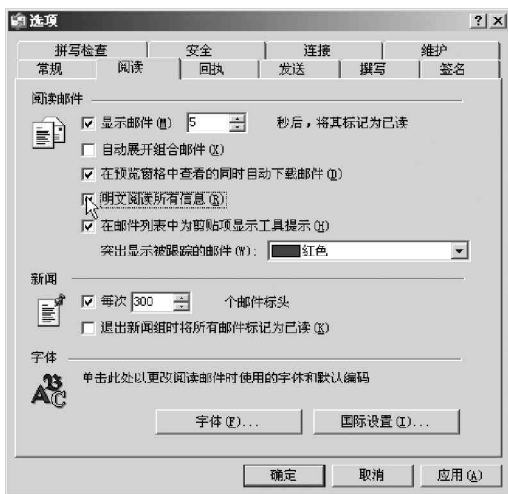 选项
拼写检查 安全 连接 维护
常规 阅读 回执 发送 撰写 签名
阅读邮件
显示邮件(M) 5 秒后，将其标记为已读
自动展开组合邮件(X)
在预览窗格中查看的同时自动下载邮件(D)
明文阅读所有信息(R)
在邮件列表中为剪贴项显示工具提示(H)
突出显示被跟踪的邮件(W): 红色
新闻
每次 300 个邮件标头
退出新闻组时将所有邮件标记为已读(K)
字体
单击此处以更改阅读邮件时使用的字体和默认编码
字体(F)... 国际设置(I)...
确定 取消 应用(A)